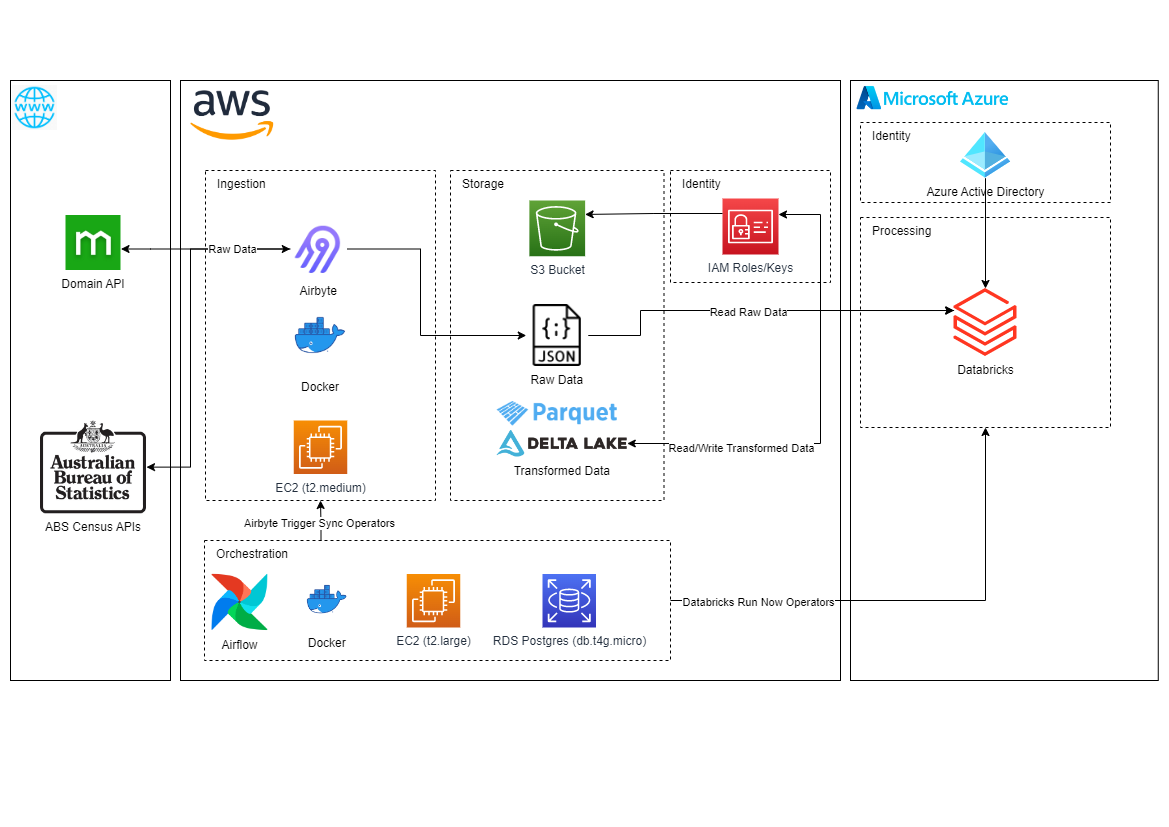 WWW
aws
Microsoft Azure
Identity
Azure Active Directory
Ingestion
Storage
Identity
Processing
m
Domain API
Raw Data
Airbyte
S3 Bucket
IAM Roles/Keys
{:}
JSON
Raw Data
Read Raw Data
Databricks
Docker
Parquet
DELTA LAKE
Transformed Data
Read/Write Transformed Data
AUSTRALIA
Australian
Bureau of
Statistics
ABS Census APIs
EC2 (t2.medium)
Airbyte Trigger Sync Operators
Orchestration
Airflow
Docker
EC2 (t2.large)
RDS Postgres (db.t4g.micro)
Databricks Run Now Operators